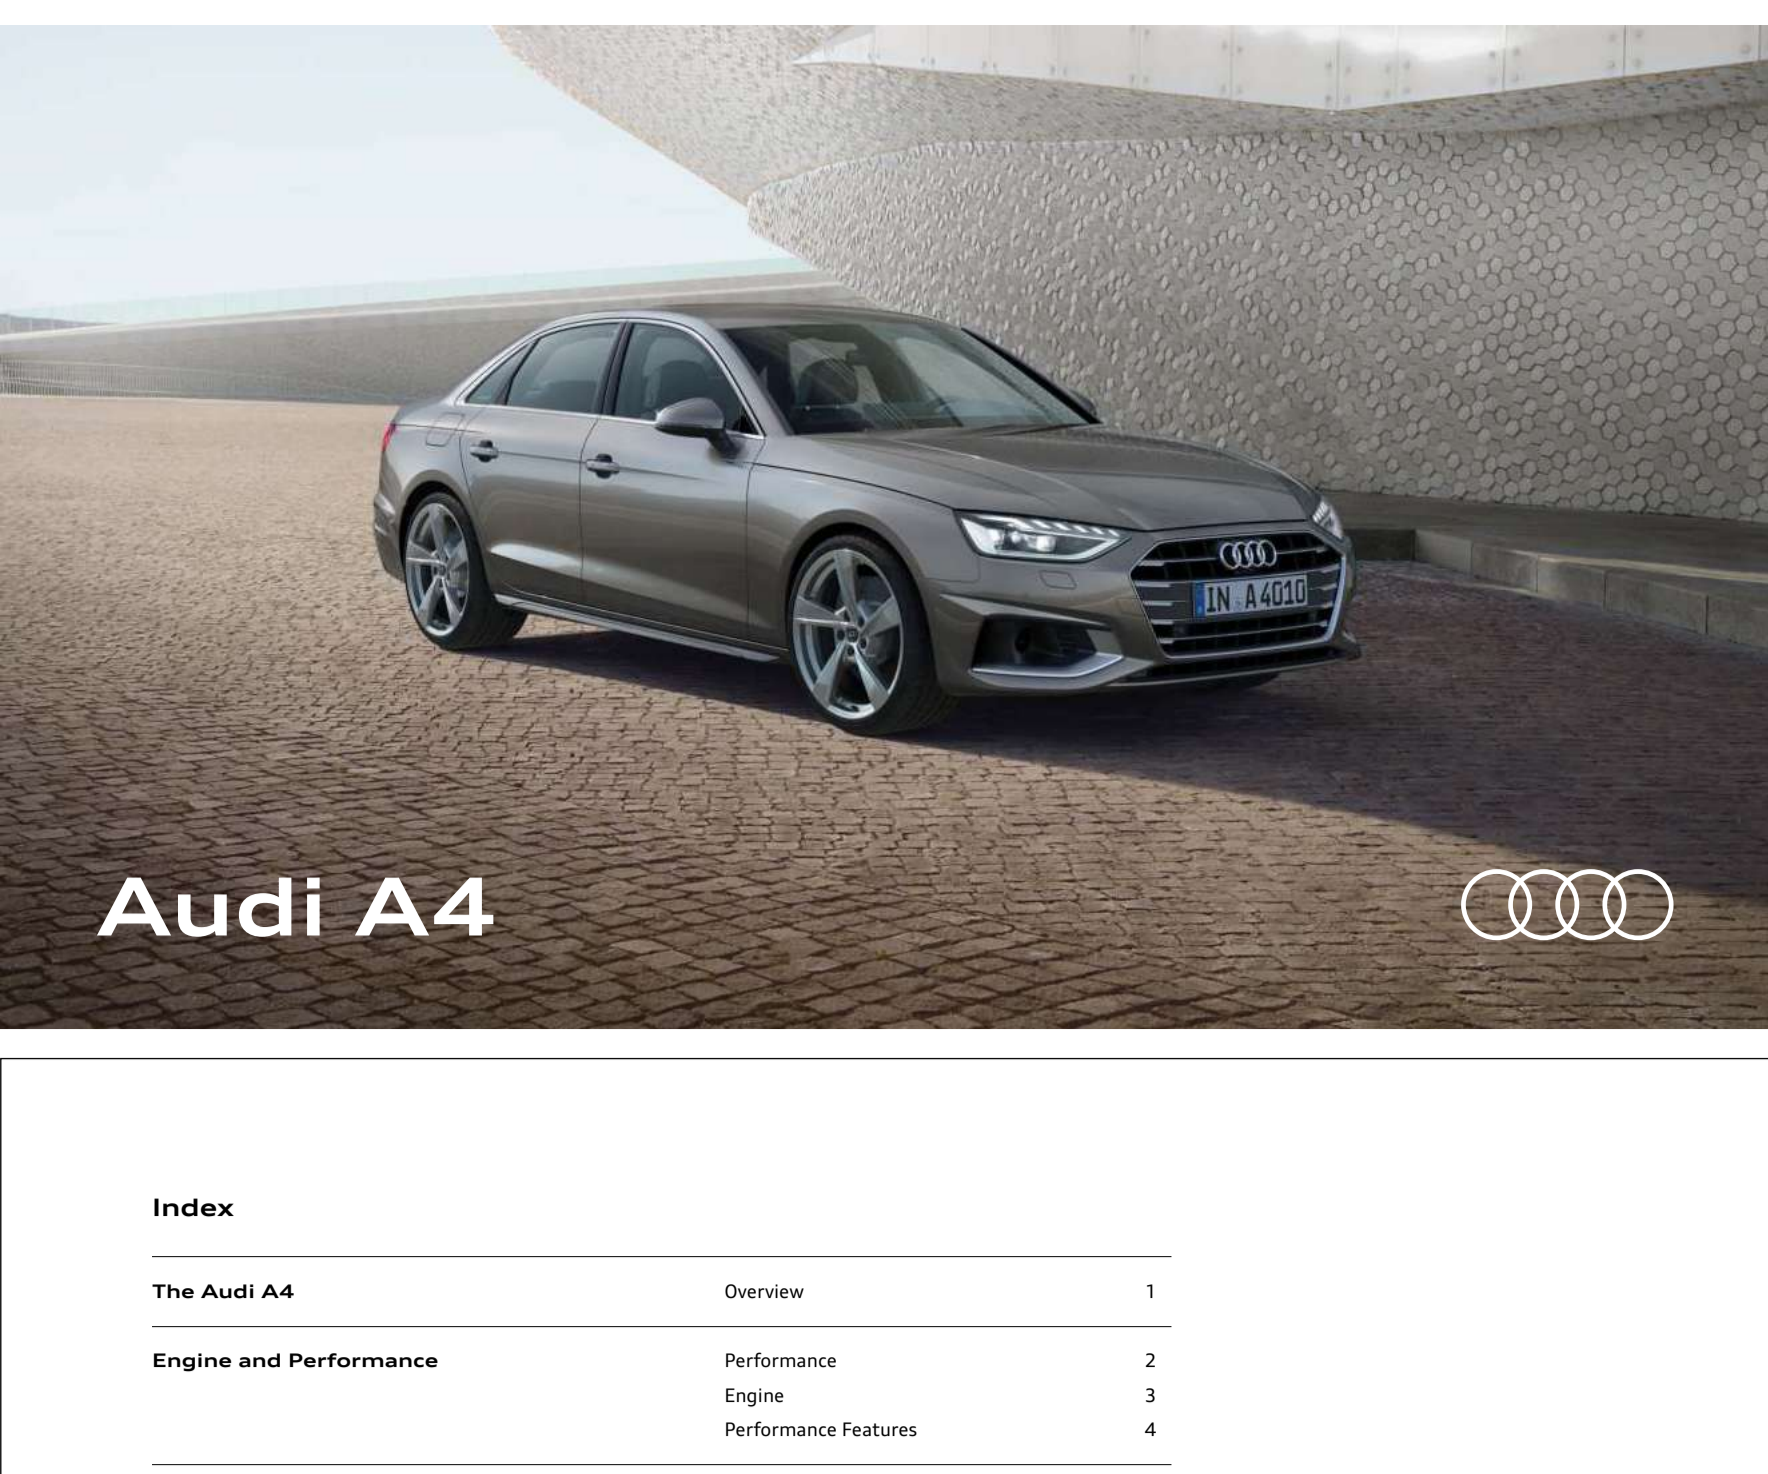 IN A 4010
Audi A4
Index
The Audi A4 Overview 1
Engine and Performance Performance 2
Engine 3
Performance Features 4